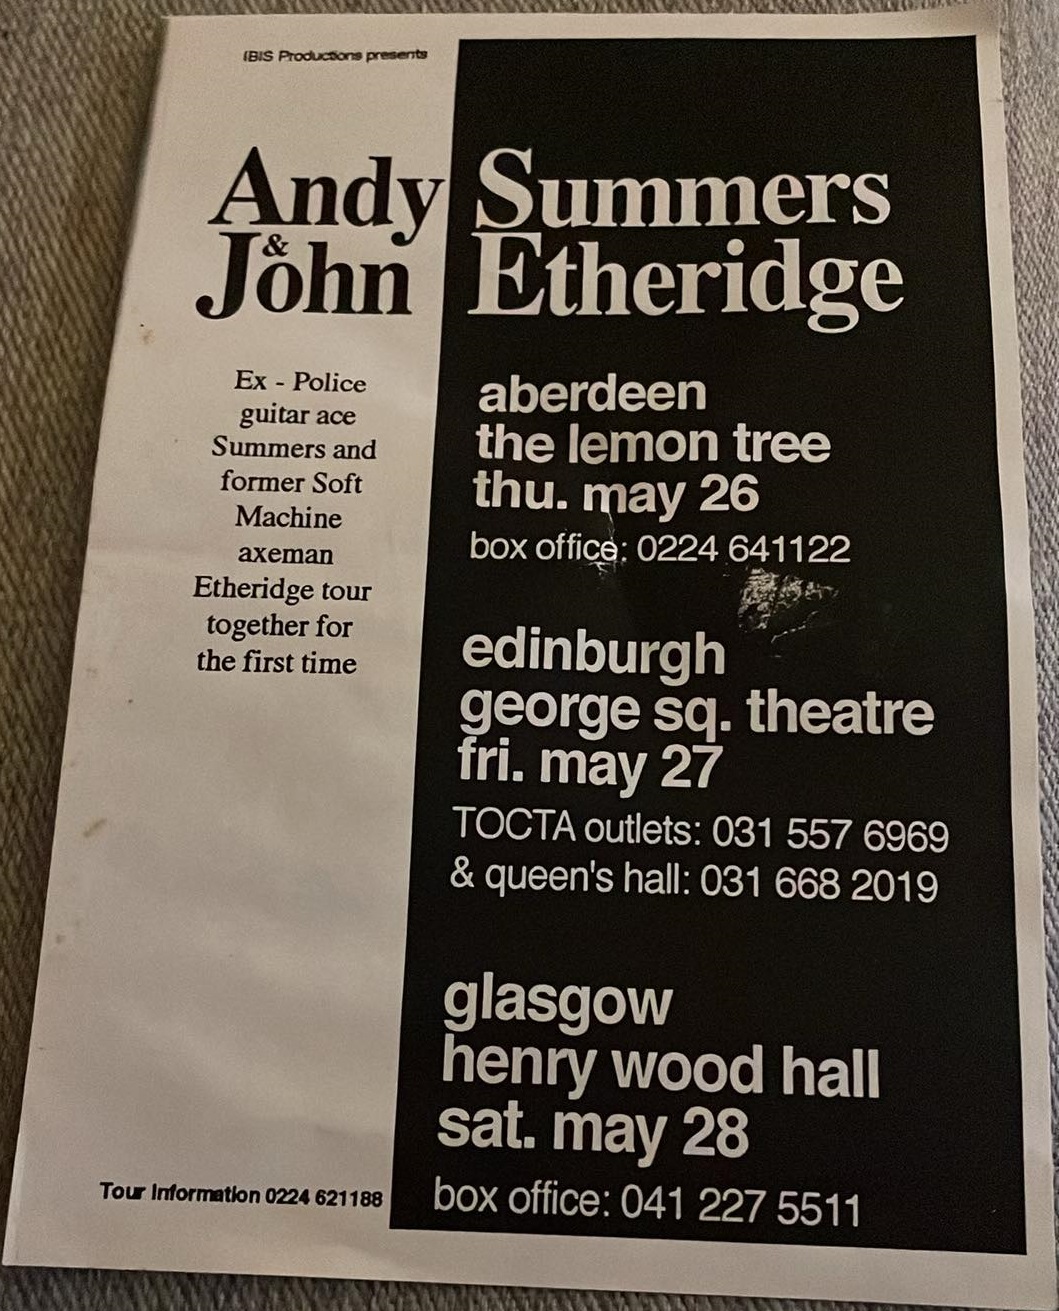 IBIS Productions presents
Andy Summers
&
John Etheridge
Ex - Police
guitar ace
Summers and
former Soft
Machine
axeman
Etheridge tour
together for
the first time
aberdeen
the lemon tree
thu. may 26
box office: 0224 641122
edinburgh
george sq. theatre
fri. may 27
TOCTA outlets: 031 557 6969
& queen's hall: 031 668 2019
glasgow
henry wood hall
sat. may 28
box office: 041 227 5511
Tour Information 0224 621188